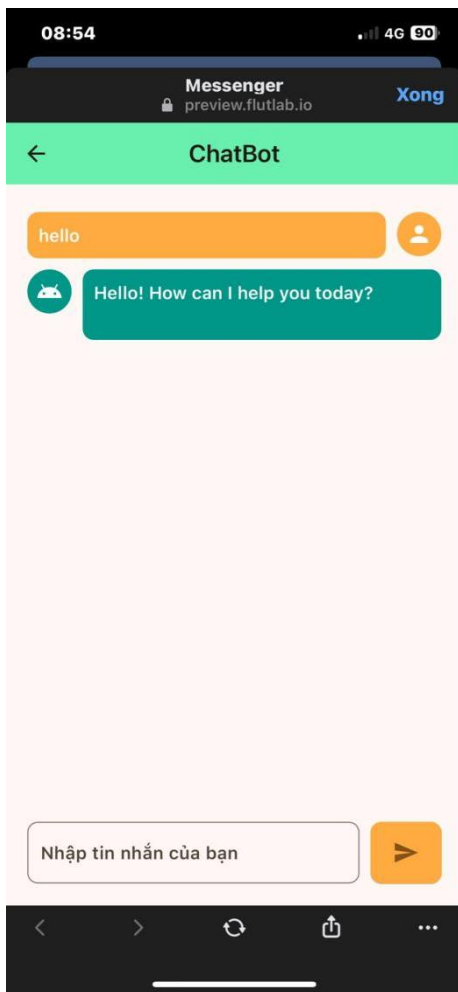 08:54
4G 90
Messenger
preview.flutlab.io
Xong
ChatBot
hello
Hello! How can I help you today?
Nhập tin nhắn của bạn